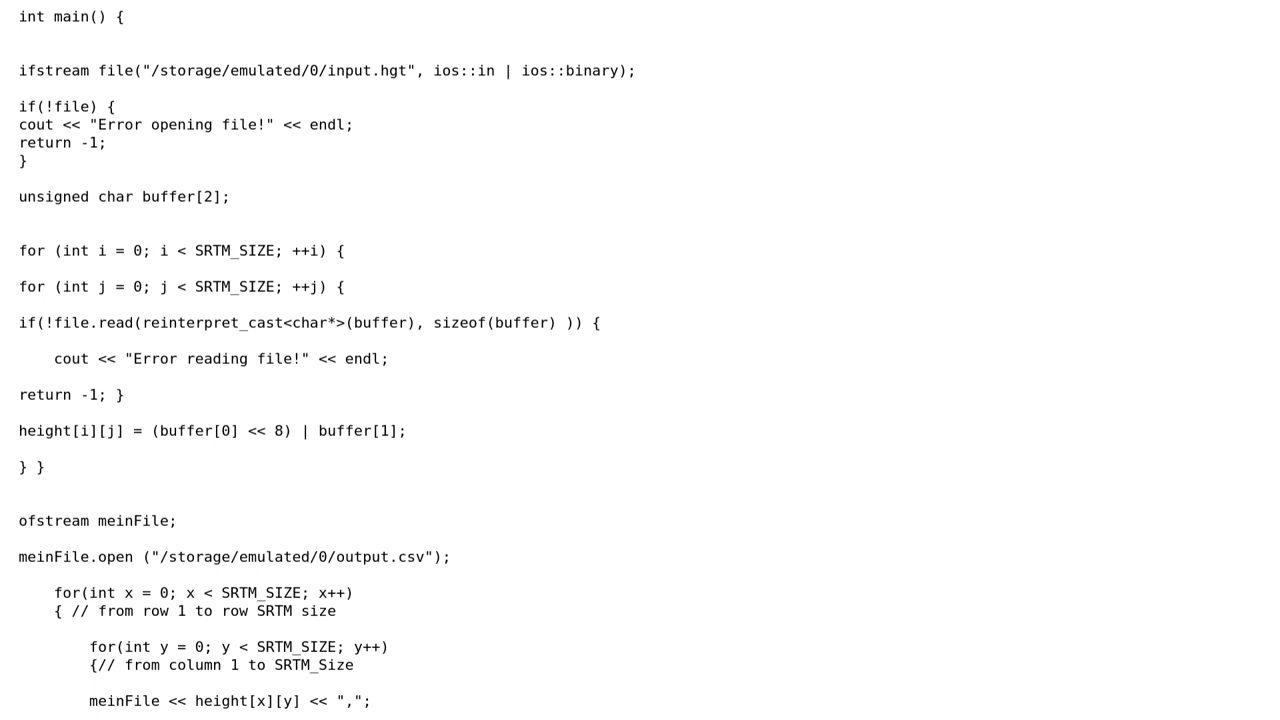 int main() {
ifstream file("/storage/emulated/0/input.hgt", ios::in | ios::binary);
if(!file) {
cout << "Error opening file!" << endl;
return -1;
}
unsigned char buffer[2];
for (int i = 0; i < SRTM_SIZE; ++i) {
for (int j = 0; j < SRTM_SIZE; ++j) {
if(!file.read(reinterpret_cast<char*>(buffer), sizeof(buffer) )) {
    cout << "Error reading file!" << endl;
return -1; }
height[i][j] = (buffer[0] << 8) | buffer[1];
} }
ofstream meinFile;
meinFile.open ("/storage/emulated/0/output.csv");
    for(int x = 0; x < SRTM_SIZE; x++)
    { // from row 1 to row SRTM size
        for(int y = 0; y < SRTM_SIZE; y++)
        {// from column 1 to SRTM_Size
        meinFile << height[x][y] << ",";